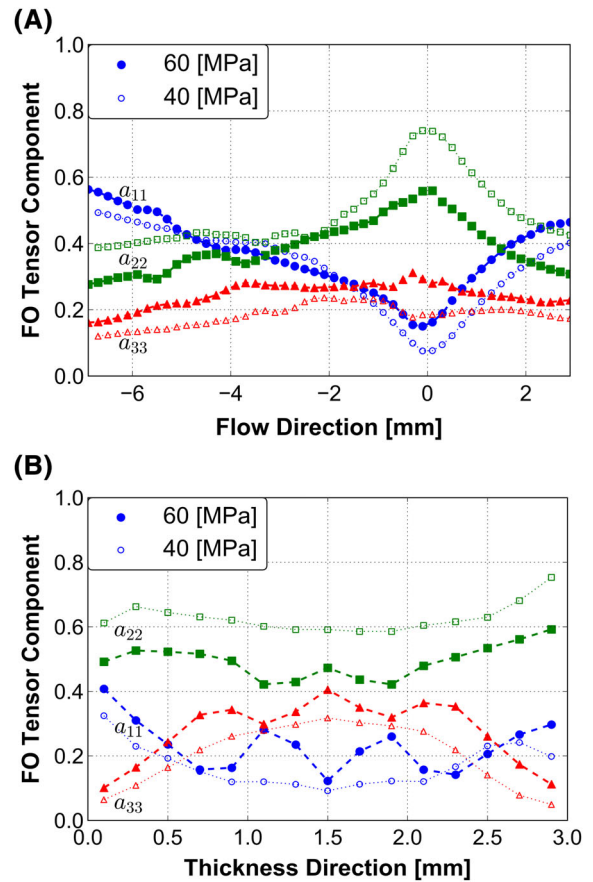 (A)
1.0
0.8
0.6
0.4
0.2
0.0
FO Tensor Component
60 [MPa]
40 [MPa]
a11
a22
a33
−6 −4 −2 0 2
Flow Direction [mm]
(B)
1.0
0.8
0.6
0.4
0.2
0.0
FO Tensor Component
60 [MPa]
40 [MPa]
a22
a11
a33
0.0 0.5 1.0 1.5 2.0 2.5 3.0
Thickness Direction [mm]